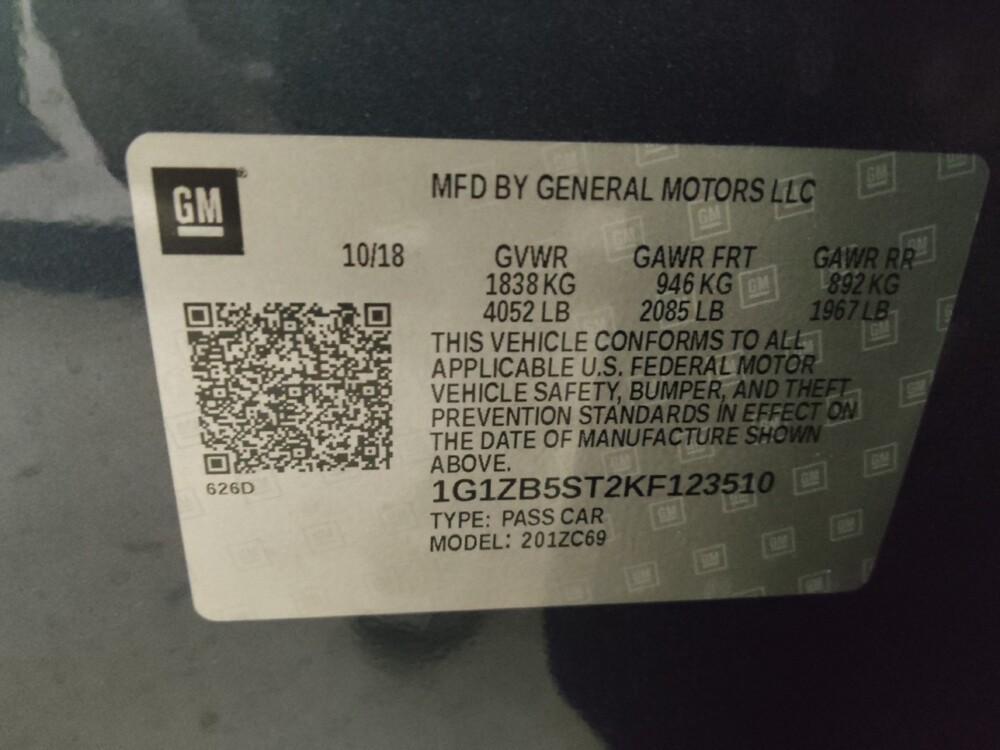 GM
MFD BY GENERAL MOTORS LLC
10/18 GVWR GAWR FRT GAWR RR
1838 KG 946 KG 892 KG
4052 LB 2085 LB 1967 LB
THIS VEHICLE CONFORMS TO ALL
APPLICABLE U.S. FEDERAL MOTOR
VEHICLE SAFETY, BUMPER, AND THEFT
PREVENTION STANDARDS IN EFFECT ON
THE DATE OF MANUFACTURE SHOWN
ABOVE.
626D
1G1ZB5ST2KF123510
TYPE: PASS CAR
MODEL: 201ZC69